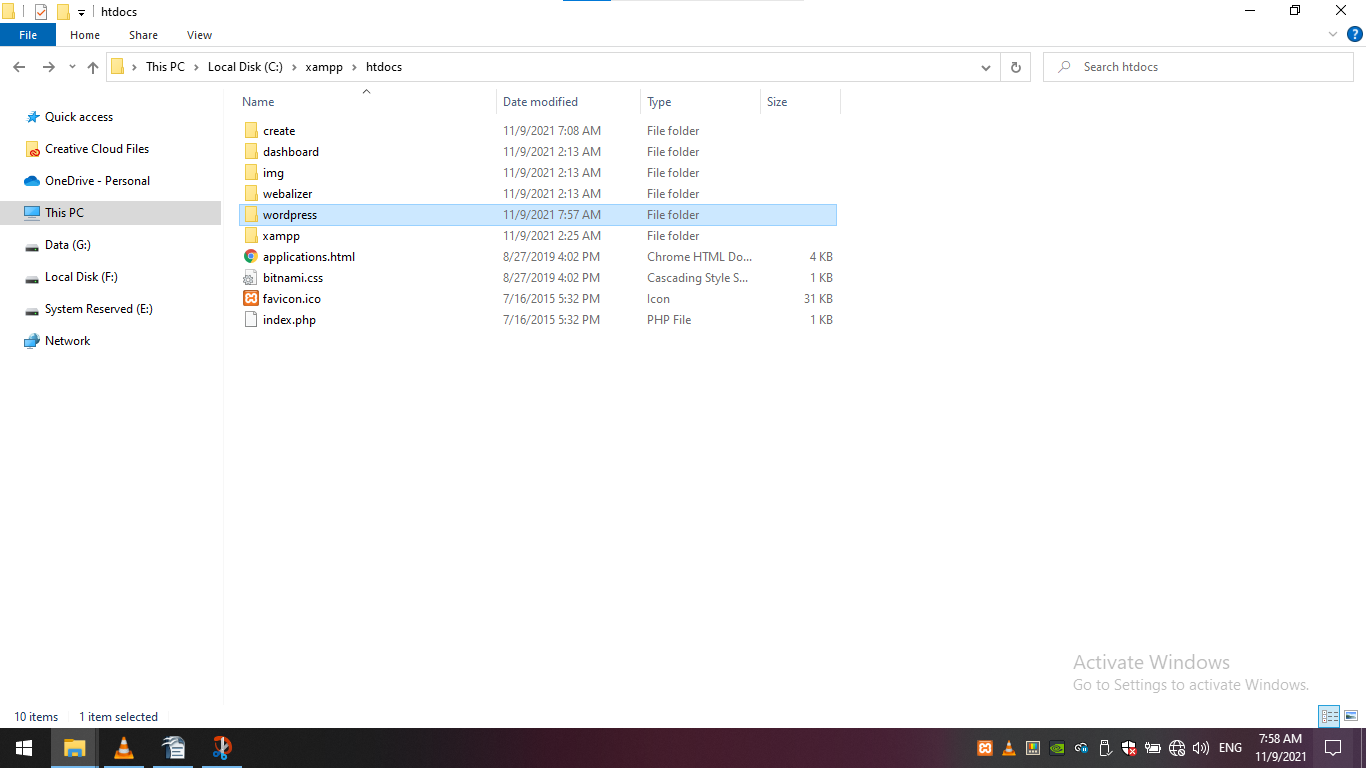 htdocs
File Home Share View
This PC Local Disk (C:) xampp htdocs
Search htdocs
Quick access
Creative Cloud Files
OneDrive - Personal
This PC
Data (G:)
Local Disk (F:)
System Reserved (E:)
Network
Name Date modified Type Size
create 11/9/2021 7:08 AM File folder
dashboard 11/9/2021 2:13 AM File folder
img 11/9/2021 2:13 AM File folder
webalizer 11/9/2021 2:13 AM File folder
wordpress 11/9/2021 7:57 AM File folder
xampp 11/9/2021 2:25 AM File folder
applications.html 8/27/2019 4:02 PM Chrome HTML Do... 4 KB
bitnami.css 8/27/2019 4:02 PM Cascading Style S... 1 KB
favicon.ico 7/16/2015 5:32 PM Icon 31 KB
index.php 7/16/2015 5:32 PM PHP File 1 KB
Activate Windows
Go to Settings to activate Windows.
10 items 1 item selected
ENG
7:58 AM
11/9/2021